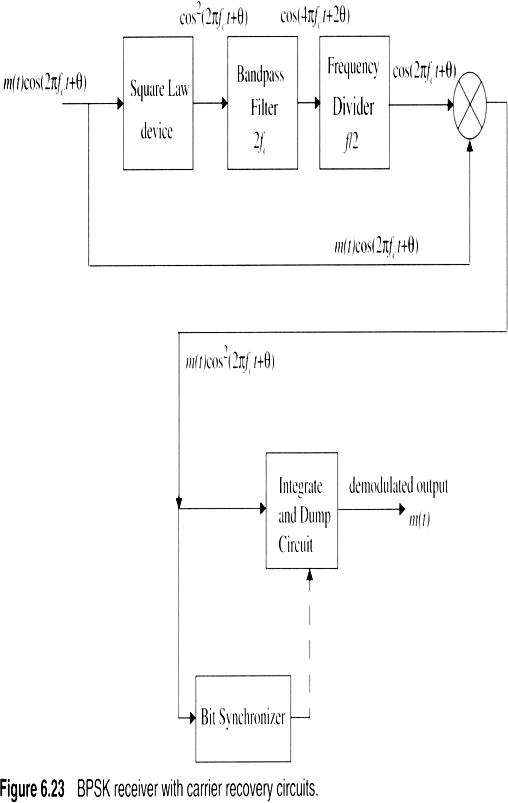 cos²(2πf_c t+θ)
cos(4πf_c t+2θ)
m(t)cos(2πf_c t+θ)
Square Law
device
Bandpass
Filter
2f_c
Frequency
Divider
f/2
cos(2πf_c t+θ)
m(t)cos(2πf_c t+θ)
m(t)cos²(2πf_c t+θ)
Integrate
and Dump
Circuit
demodulated output
m(t)
Bit Synchronizer
Figure 6.23 BPSK receiver with carrier recovery circuits.